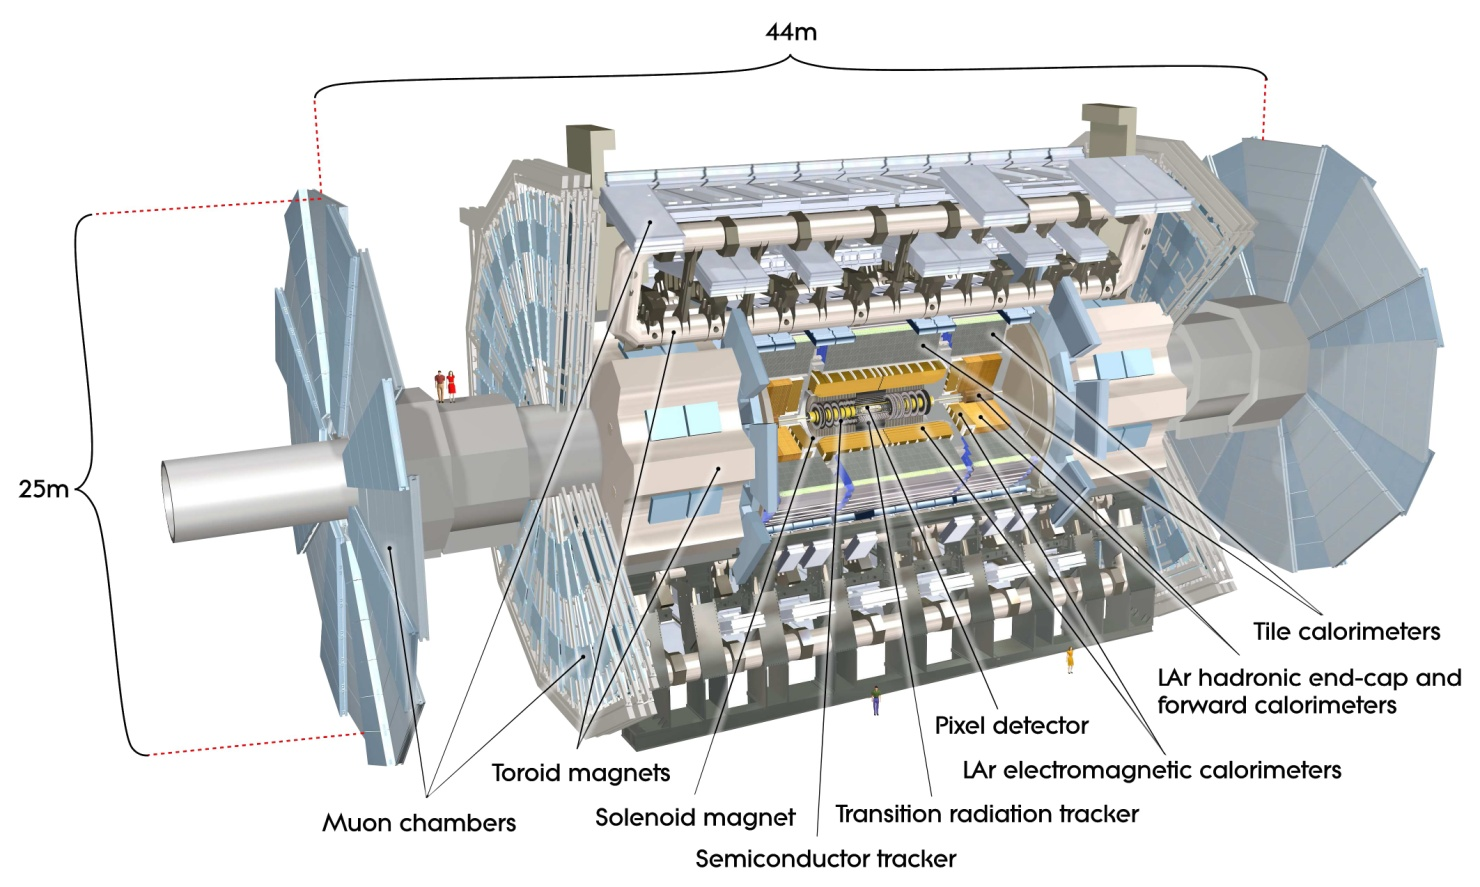 44m
25m
Tile calorimeters
LAr hadronic end-cap and
forward calorimeters
Pixel detector
LAr electromagnetic calorimeters
Toroid magnets
Solenoid magnet
Transition radiation tracker
Muon chambers
Semiconductor tracker